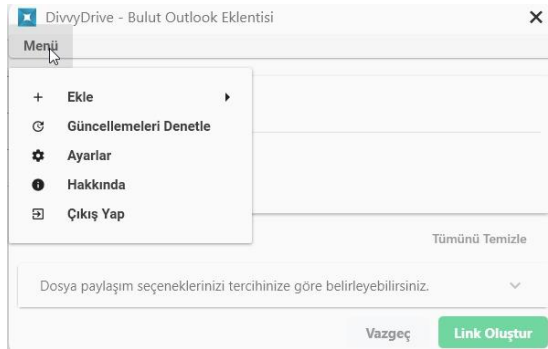 DivvyDrive - Bulut Outlook Eklentisi
Menü
Ekle
Güncellemeleri Denetle
Ayarlar
Hakkında
Çıkış Yap
Tümünü Temizle
Dosya paylaşım seçeneklerinizi tercihinize göre belirleyebilirsiniz.
Vazgeç Link Oluştur